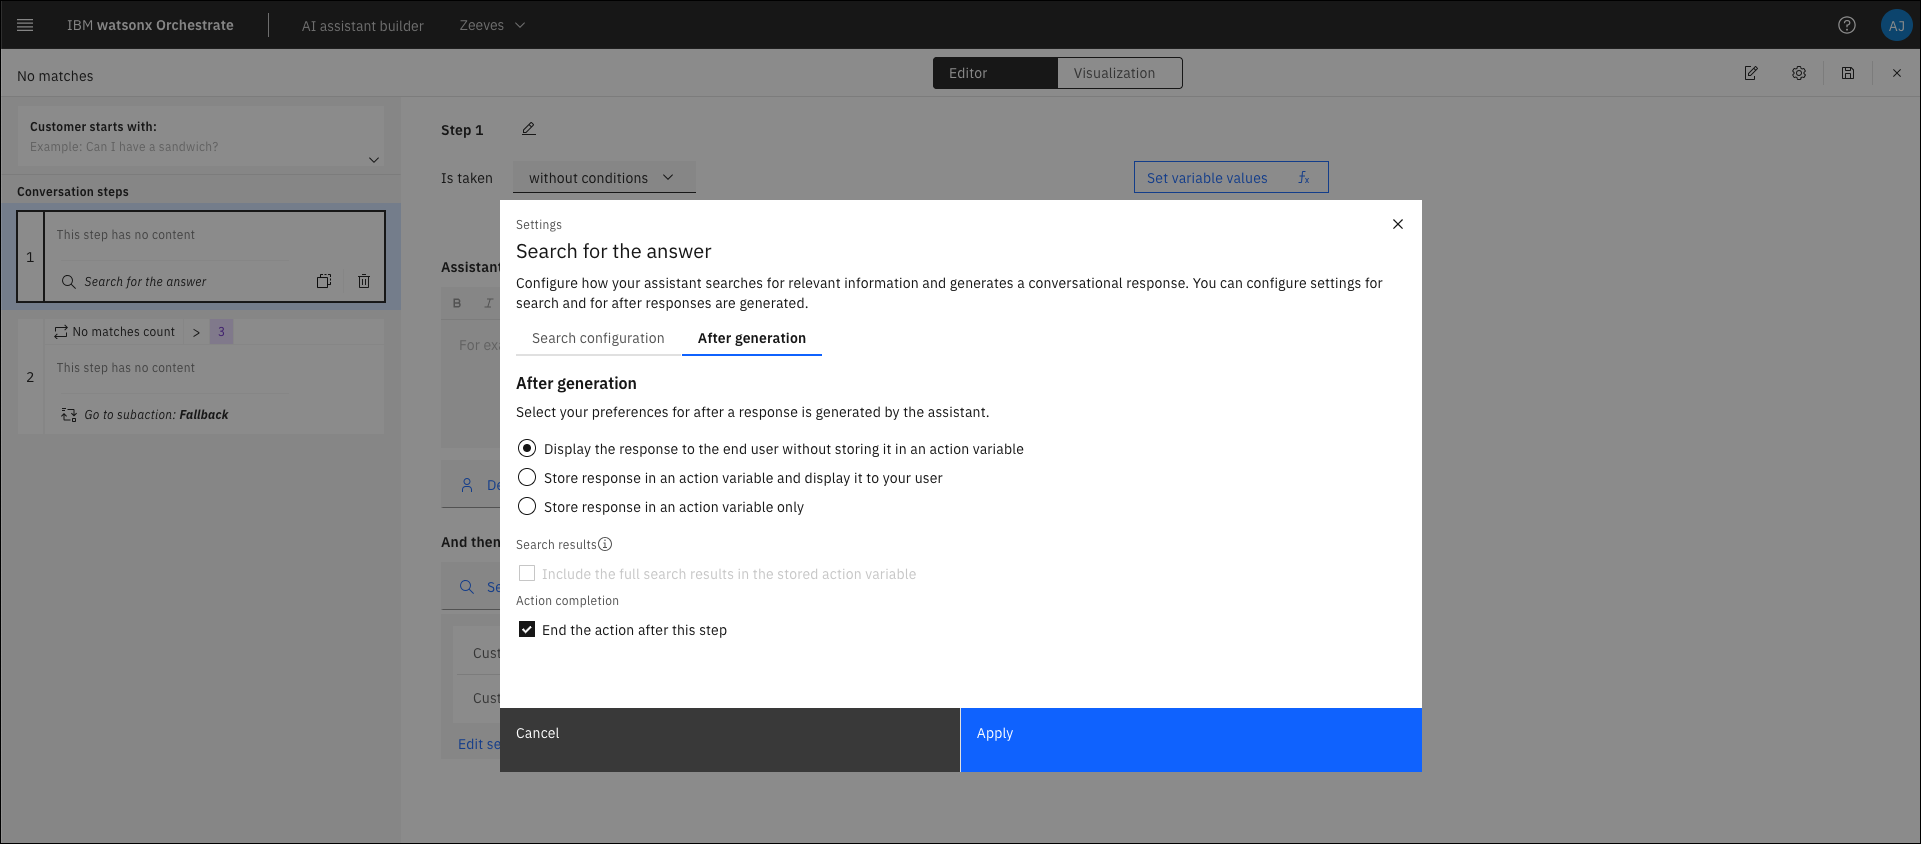 IBM watsonx Orchestrate
AI assistant builder
Zeeves
AJ
No matches
Editor
Visualization
Customer starts with:
Example: Can I have a sandwich?
Conversation steps
1
This step has no content
Search for the answer
2
No matches count > 3
This step has no content
Go to subaction: Fallback
Step 1
Is taken
without conditions
Set variable values fx
Assistant
B I
For
And then
Cust
Cust
Edit
Settings
Search for the answer
Configure how your assistant searches for relevant information and generates a conversational response. You can configure settings for
search and for after responses are generated.
Search configuration
After generation
After generation
Select your preferences for after a response is generated by the assistant.
Display the response to the end user without storing it in an action variable
Store response in an action variable and display it to your user
Store response in an action variable only
Search results
Include the full search results in the stored action variable
Action completion
End the action after this step
Cancel
Apply